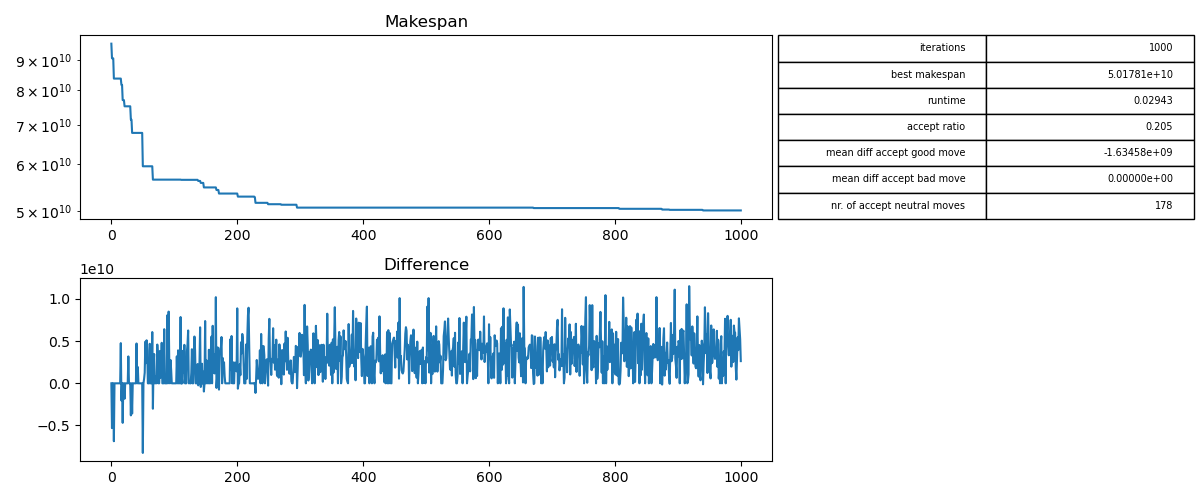 Makespan
9 × 10^10
8 × 10^10
7 × 10^10
6 × 10^10
5 × 10^10
0 200 400 600 800 1000
iterations 1000
best makespan 5.01781e+10
runtime 0.02943
accept ratio 0.205
mean diff accept good move -1.63458e+09
mean diff accept bad move 0.00000e+00
nr. of accept neutral moves 178
Difference
1e10
1.0
0.5
0.0
−0.5
0 200 400 600 800 1000